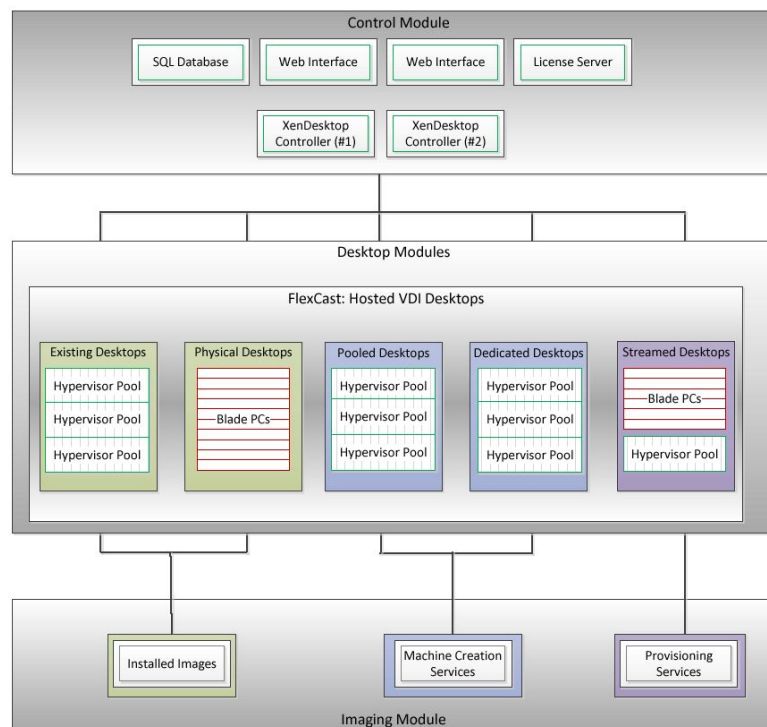 Control Module
SQL Database
Web Interface
Web Interface
License Server
XenDesktop
Controller (#1)
XenDesktop
Controller (#2)
Desktop Modules
FlexCast: Hosted VDI Desktops
Existing Desktops
Hypervisor Pool
Hypervisor Pool
Hypervisor Pool
Physical Desktops
Blade PCs
Pooled Desktops
Hypervisor Pool
Hypervisor Pool
Hypervisor Pool
Dedicated Desktops
Hypervisor Pool
Hypervisor Pool
Hypervisor Pool
Streamed Desktops
Blade PCs
Hypervisor Pool
Installed Images
Machine Creation
Services
Provisioning
Services
Imaging Module